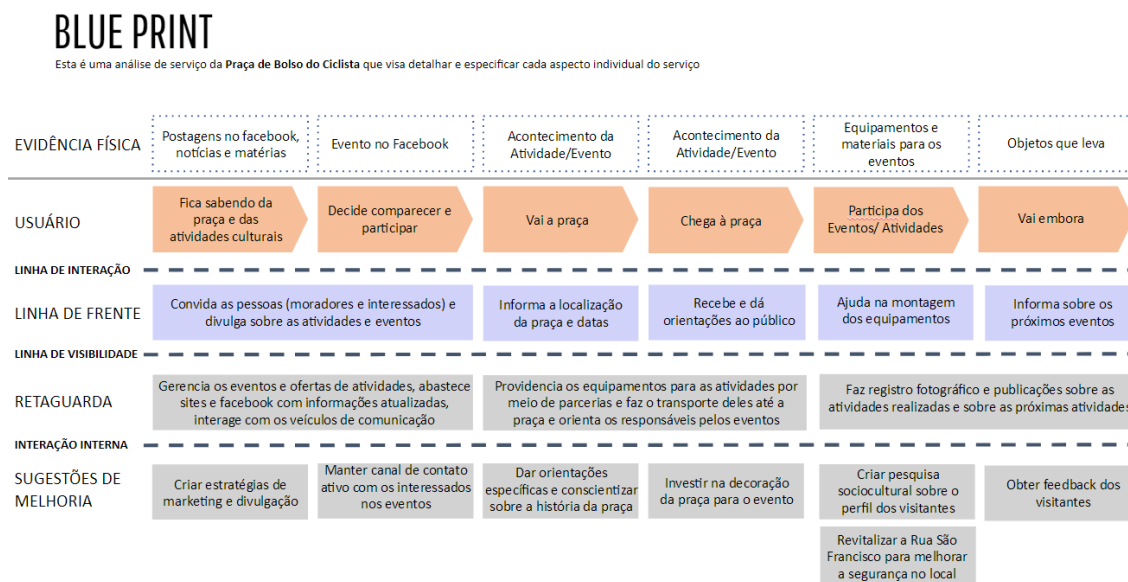 BLUE PRINT
Esta é uma análise de serviço da Praça de Bolso do Ciclista que visa detalhar e especificar cada aspecto individual do serviço
EVIDÊNCIA FÍSICA
Postagens no facebook,
notícias e matérias
Evento no Facebook
Acontecimento da
Atividade/Evento
Acontecimento da
Atividade/Evento
Equipamentos e
materiais para os
eventos
Objetos que leva
USUÁRIO
Fica sabendo da
praça e das
atividades culturais
Decide comparecer e
participar
Vai a praça
Chega à praça
Participa dos
Eventos/ Atividades
Vai embora
LINHA DE INTERAÇÃO
LINHA DE FRENTE
Convida as pessoas (moradores e interessados) e
divulga sobre as atividades e eventos
Informa a localização
da praça e datas
Recebe e dá
orientações ao público
Ajuda na montagem
dos equipamentos
Informa sobre os
próximos eventos
LINHA DE VISIBILIDADE
RETAGUARDA
Gerencia os eventos e ofertas de atividades, abastece
sites e facebook com informações atualizadas,
interage com os veículos de comunicação
Providencia os equipamentos para as atividades por
meio de parcerias e faz o transporte deles até a
praça e orienta os responsáveis pelos eventos
Faz registro fotográfico e publicações sobre as
atividades realizadas e sobre as próximas atividades
INTERAÇÃO INTERNA
SUGESTÕES DE
MELHORIA
Criar estratégias de
marketing e divulgação
Manter canal de contato
ativo com os interessados
nos eventos
Dar orientações
específicas e conscientizar
sobre a história da praça
Investir na decoração
da praça para o evento
Criar pesquisa
sociocultural sobre o
perfil dos visitantes
Obter feedback dos
visitantes
Revitalizar a Rua São
Francisco para melhorar
a segurança no local